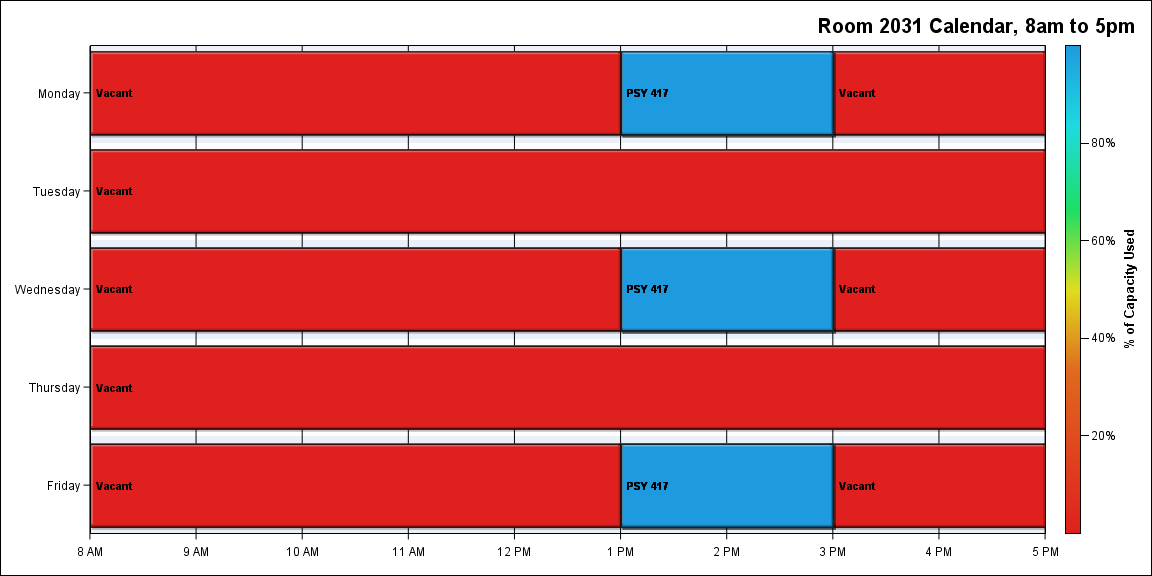 Room 2031 Calendar, 8am to 5pm
Monday
Vacant
PSY 417
Vacant
Tuesday
Vacant
Wednesday
Vacant
PSY 417
Vacant
Thursday
Vacant
Friday
Vacant
PSY 417
Vacant
8 AM 9 AM 10 AM 11 AM 12 PM 1 PM 2 PM 3 PM 4 PM 5 PM
80%
60%
40%
20%
% of Capacity Used